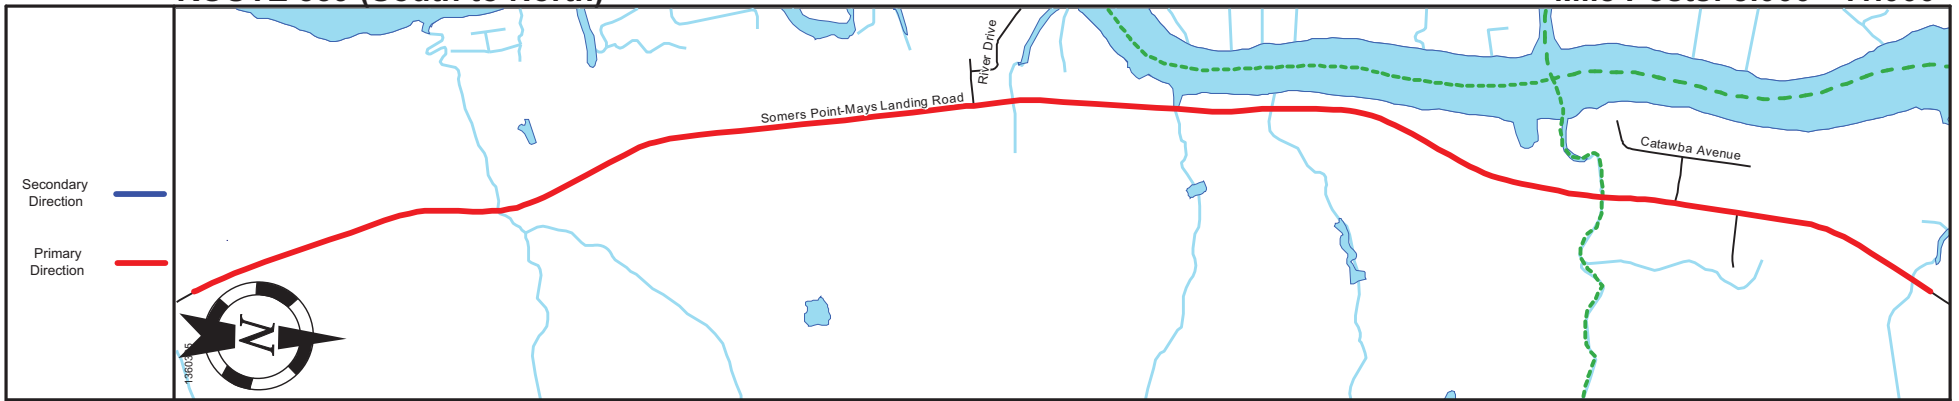 Secondary
Direction
Primary
Direction
Somers Point-Mays Landing Road
River Drive
Catawba Avenue
N